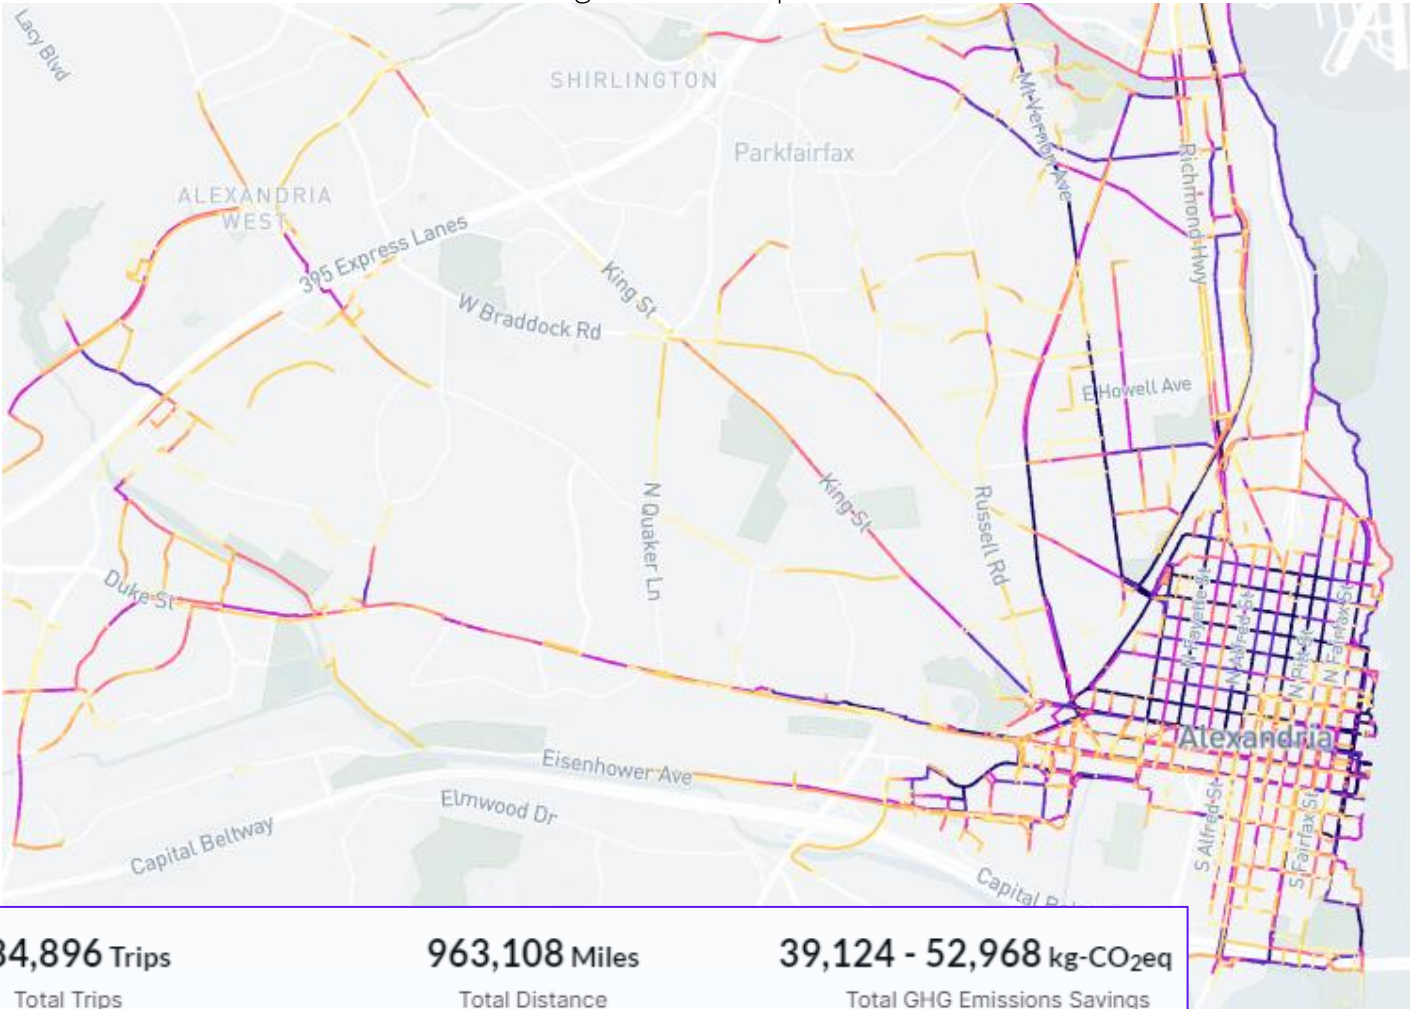 Lacy Blvd
SHIRLINGTON
Mt Vernon Ave
Parkfairfax
Richmond Hwy
ALEXANDRIA
WEST
395 Express Lanes
King St
W Braddock Rd
E Howell Ave
King St
N Quaker Ln
Russell Rd
Duke St
N Fayette St
N Alfred St
N Pitt St
N Fairfax St
Alexandria
Eisenhower Ave
Elmwood Dr
Capital Beltway
S Alfred St
S Fairfax St
Capital
34,896 Trips
963,108 Miles
39,124 - 52,968 kg-CO₂eq
Total Trips
Total Distance
Total GHG Emissions Savings